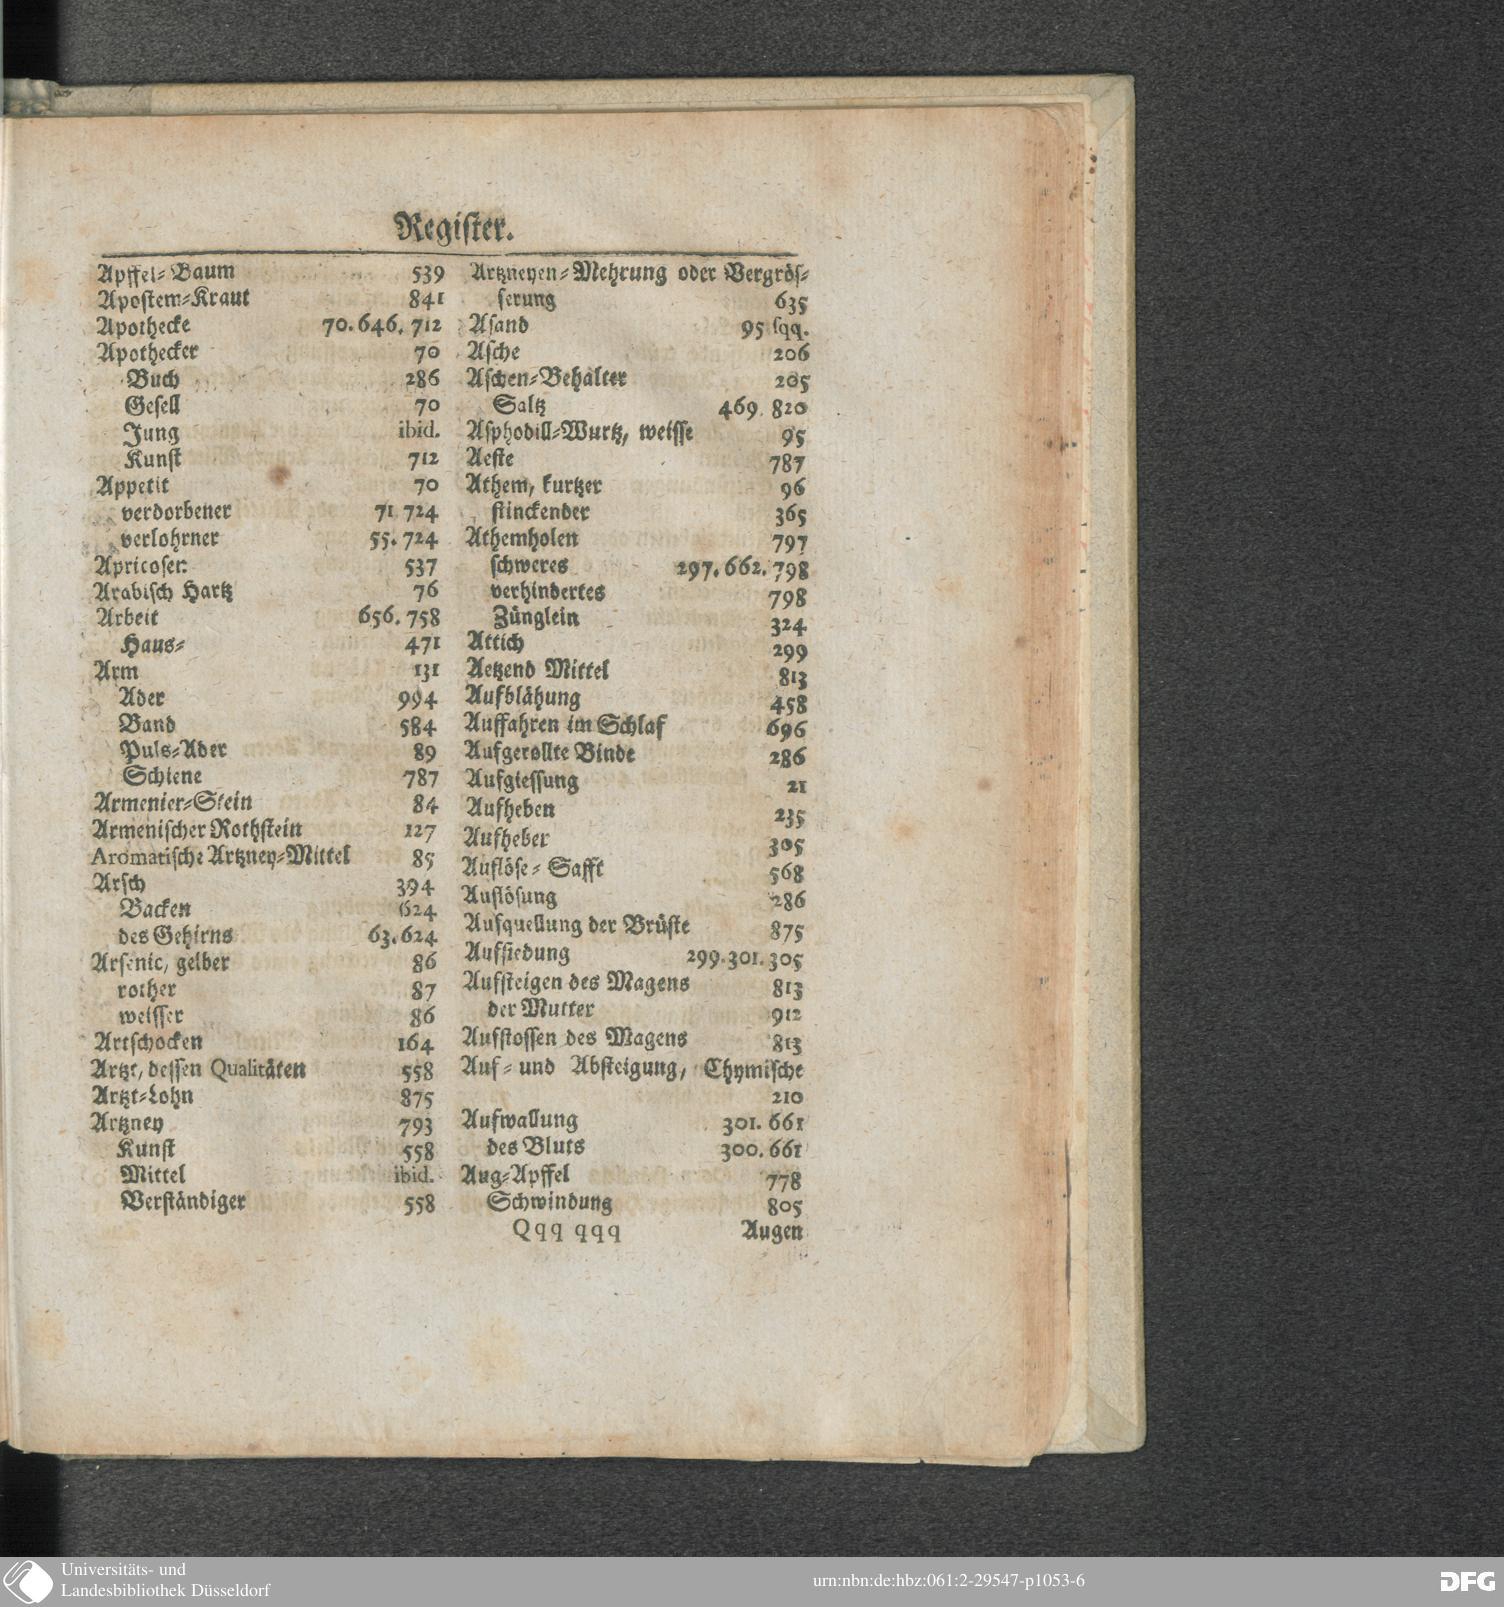 Register.
Apffel-Baum 539
Apostem-Kraut 841
Apothecke 70. 646. 712
Apothecker 70
Buch 286
Gesell 70
Jung ibid.
Kunst 712
Appetit 70
verdorbener 71 724
verlohrner 55. 724
Apricosen 537
Arabisch Hartz 76
Arbeit 656. 758
Haus- 471
Arm 131
Ader 994
Band 584
Puls-Ader 89
Schiene 787
Armenier-Stein 84
Armenischer Rothstein 127
Aromatische Artzney-Mittel 85
Arsch 394
Backen 624
des Gehirns 63. 624
Arsenic, gelber 86
rother 87
weisser 86
Artschocken 164
Artzt, dessen Qualitäten 558
Artzt-Lohn 875
Artzney 793
Kunst 558
Mittel ibid.
Verständiger 558
Artzneyen-Mehrung oder Vergrös-
serung 635
Asand 95 sqq.
Asche 206
Aschen-Behälter 205
Saltz 469. 820
Asphodill-Wurtz, weisse 95
Aeste 787
Athem, kurtzer 96
stinckender 365
Athemholen 797
schweres 297. 662. 798
verhindertes 798
Zünglein 324
Attich 299
Aetzend Mittel 813
Aufblähung 458
Auffahren im Schlaf 696
Aufgerollte Binde 286
Aufgiessung 21
Aufheben 235
Aufheber 305
Auflöse-Safft 568
Auflösung 286
Aufquellung der Brüste 875
Aufsiedung 299. 301. 305
Aufsteigen des Magens 813
der Mutter 912
Aufstossen des Magens 813
Auf- und Absteigung, Chymische
210
Aufwallung 301. 661
des Bluts 300. 661
Aug-Apffel 778
Schwindung 805
Qqq qqq Augen
Universitäts- und
Landesbibliothek Düsseldorf
urn:nbn:de:hbz:061:2-29547-p1053-6
DFG